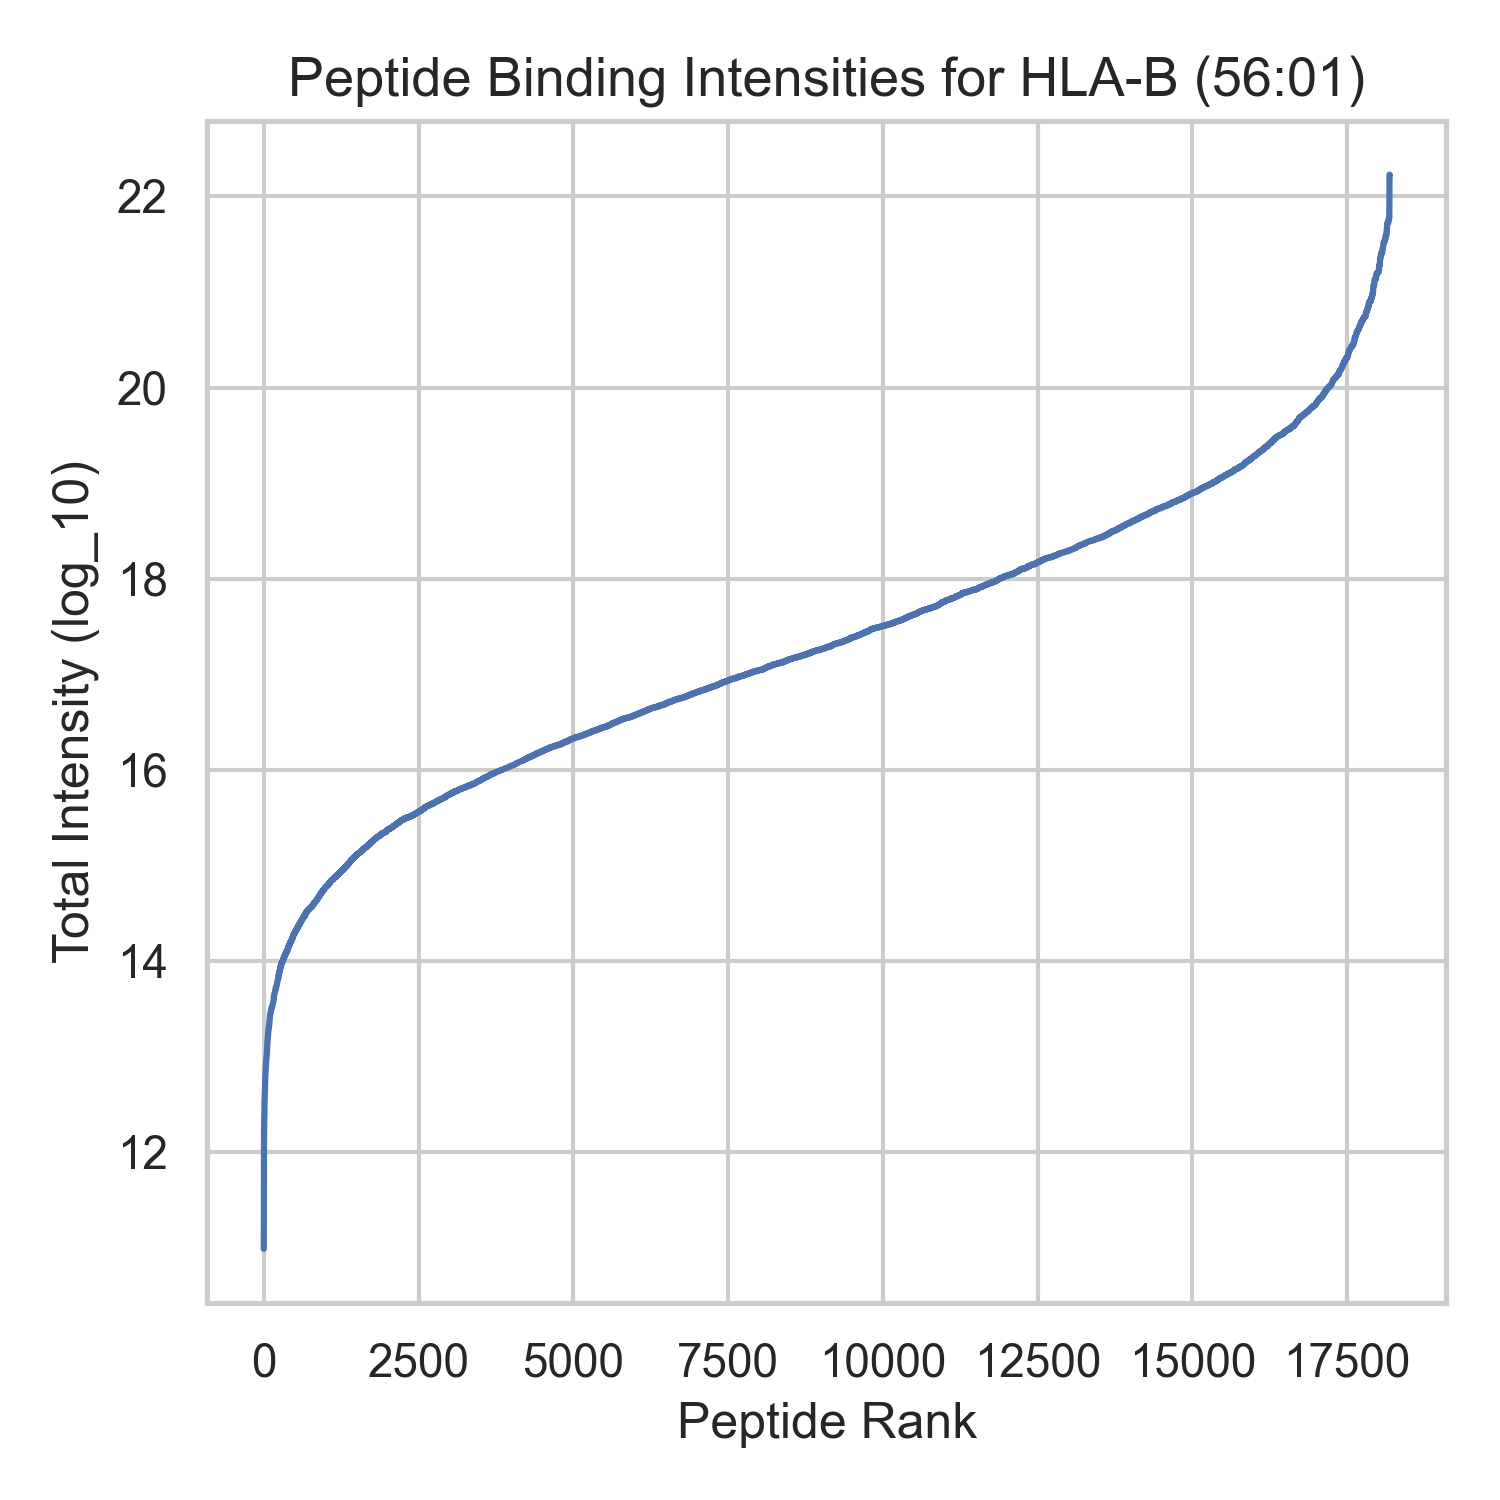 Peptide Binding Intensities for HLA-B (56:01)
22
20
18
16
14
12
Total Intensity (log_10)
0 2500 5000 7500 10000 12500 15000 17500
Peptide Rank